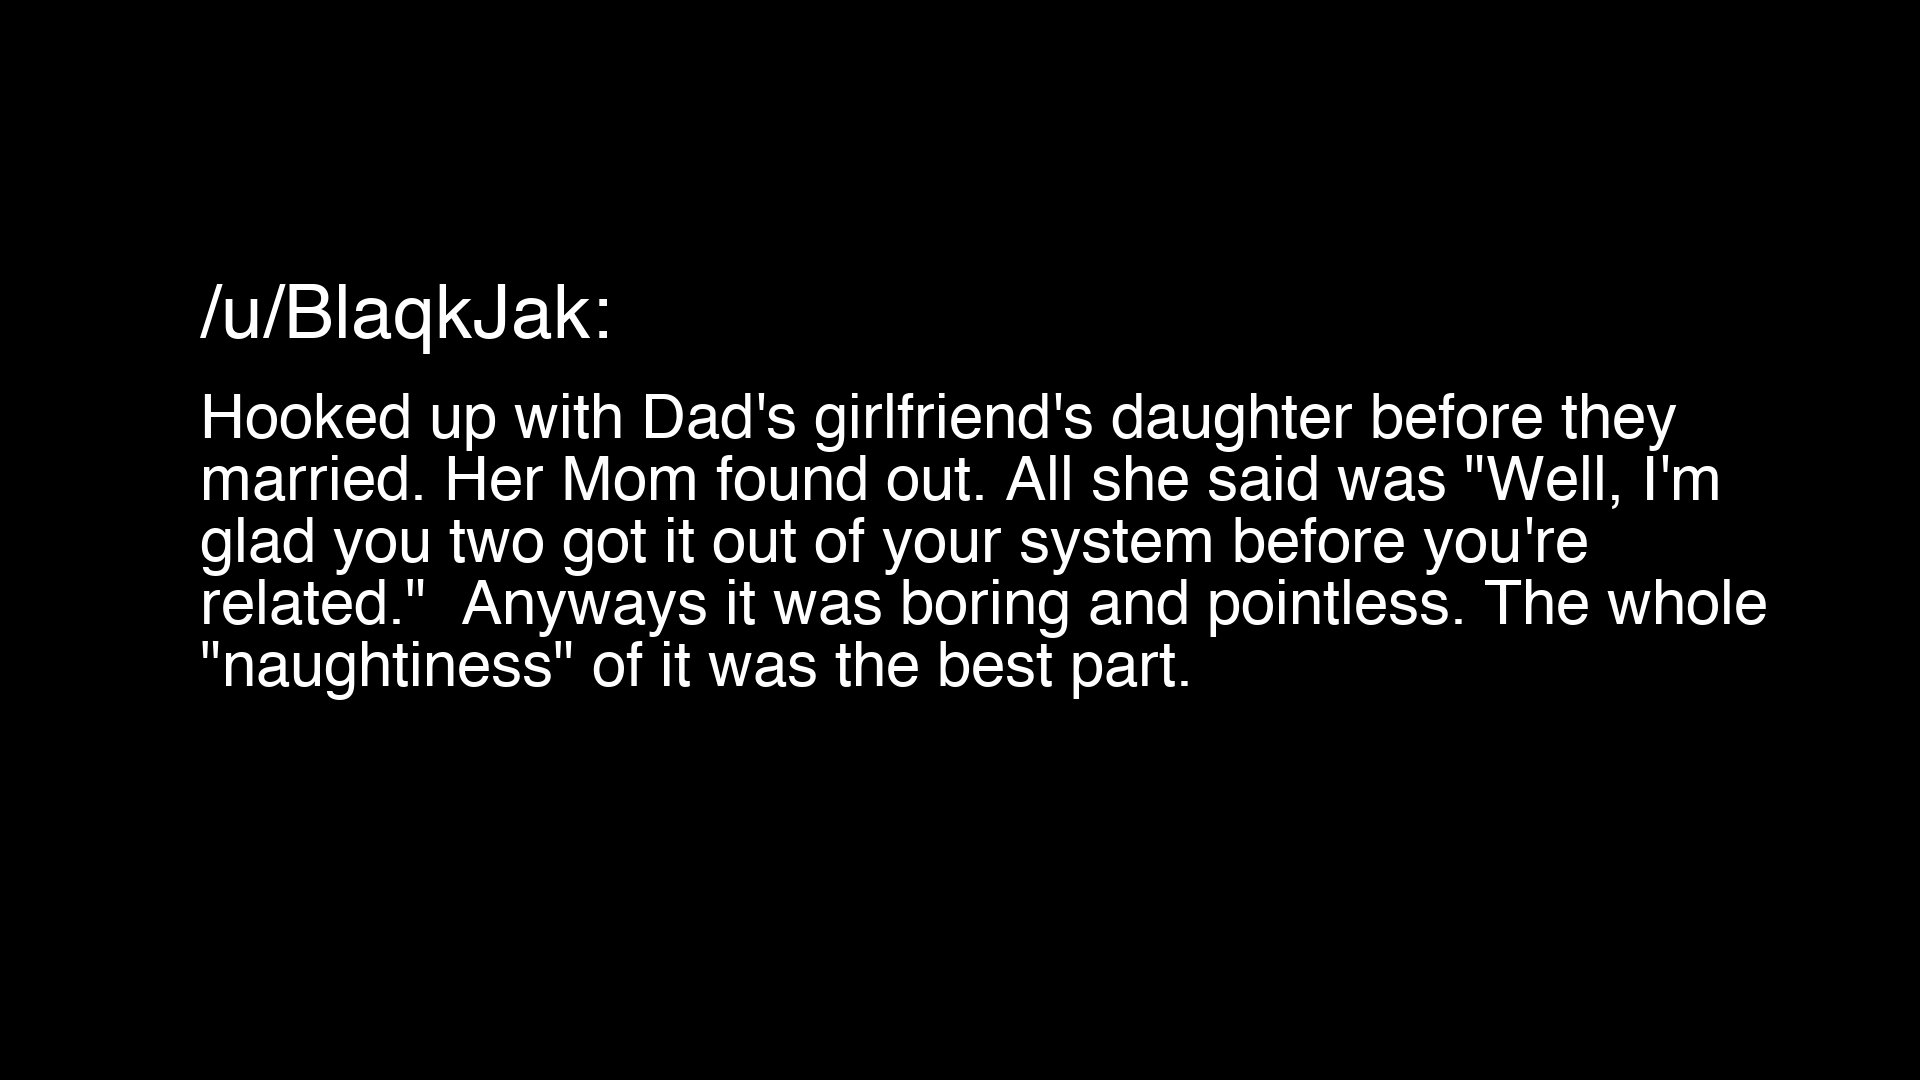 /u/BlaqkJak:
Hooked up with Dad's girlfriend's daughter before they
married. Her Mom found out. All she said was "Well, I'm
glad you two got it out of your system before you're
related."  Anyways it was boring and pointless. The whole
"naughtiness" of it was the best part.